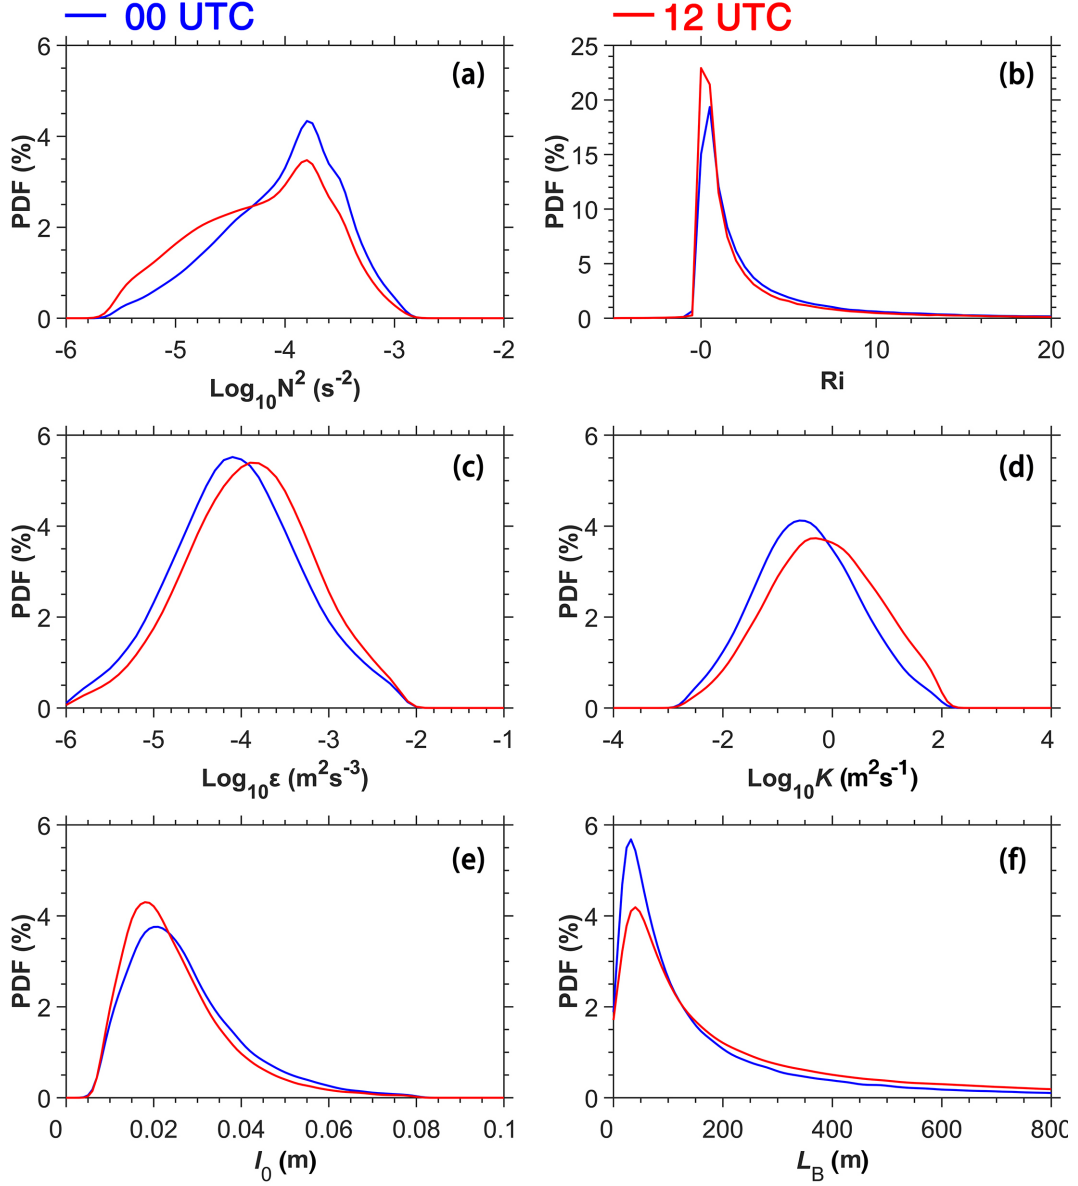 00 UTC 12 UTC
(a) (b)
6 4 2 0
PDF (%)
-6 -5 -4 -3 -2
Log₁₀N² (s⁻²)
25 20 15 10 5 0
PDF (%)
-0 10 20
Ri
(c) (d)
6 4 2 0
PDF (%)
-6 -5 -4 -3 -2 -1
Log₁₀ε (m²s⁻³)
6 4 2 0
PDF (%)
-4 -2 0 2 4
Log₁₀K (m²s⁻¹)
(e) (f)
6 4 2 0
PDF (%)
0 0.02 0.04 0.06 0.08 0.1
l₀ (m)
6 4 2 0
PDF (%)
0 200 400 600 800
L_B (m)